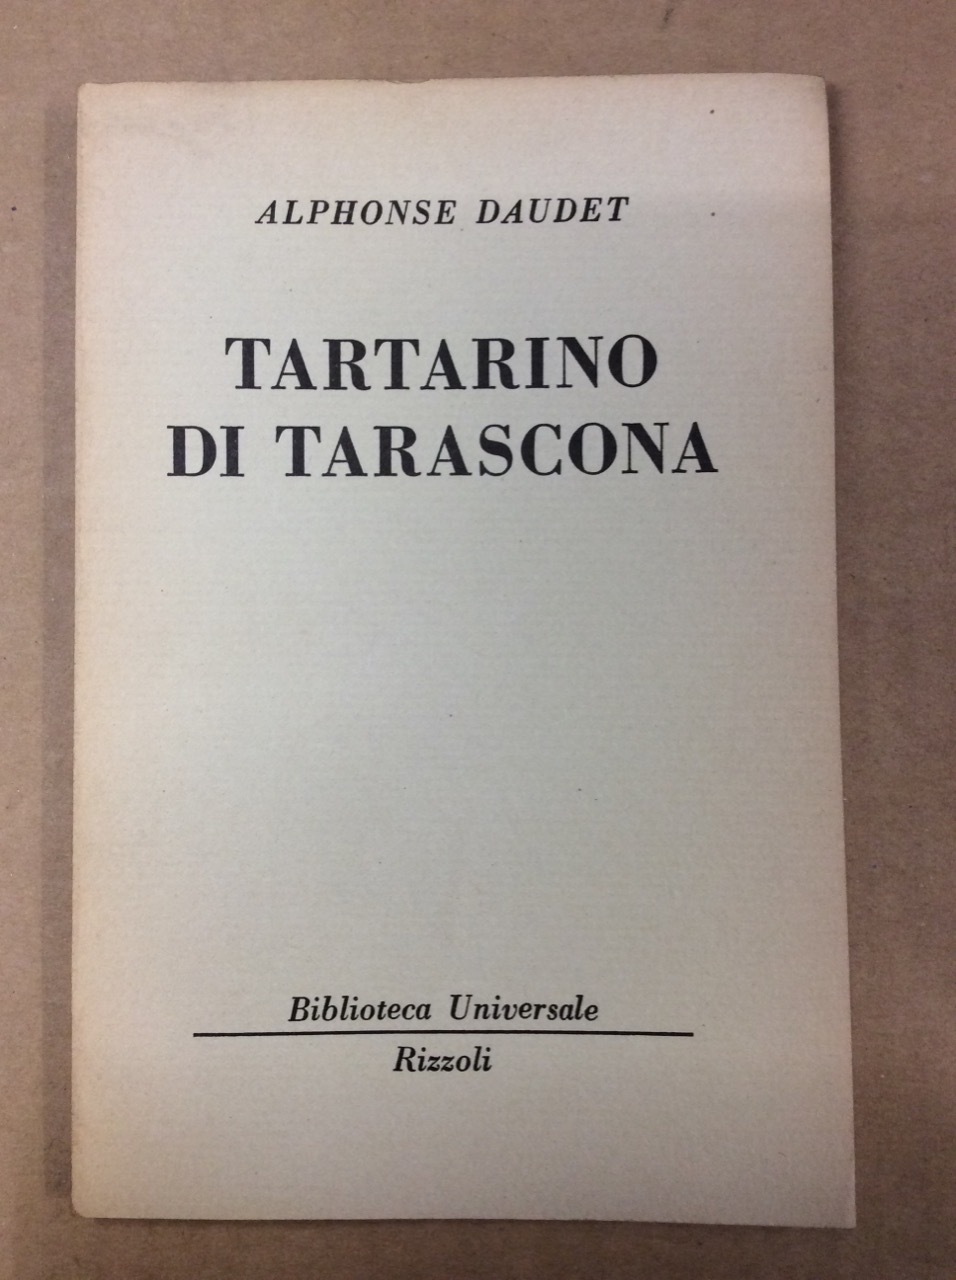 ALPHONSE DAUDET
TARTARINO
DI TARASCONA
Biblioteca Universale
Rizzoli